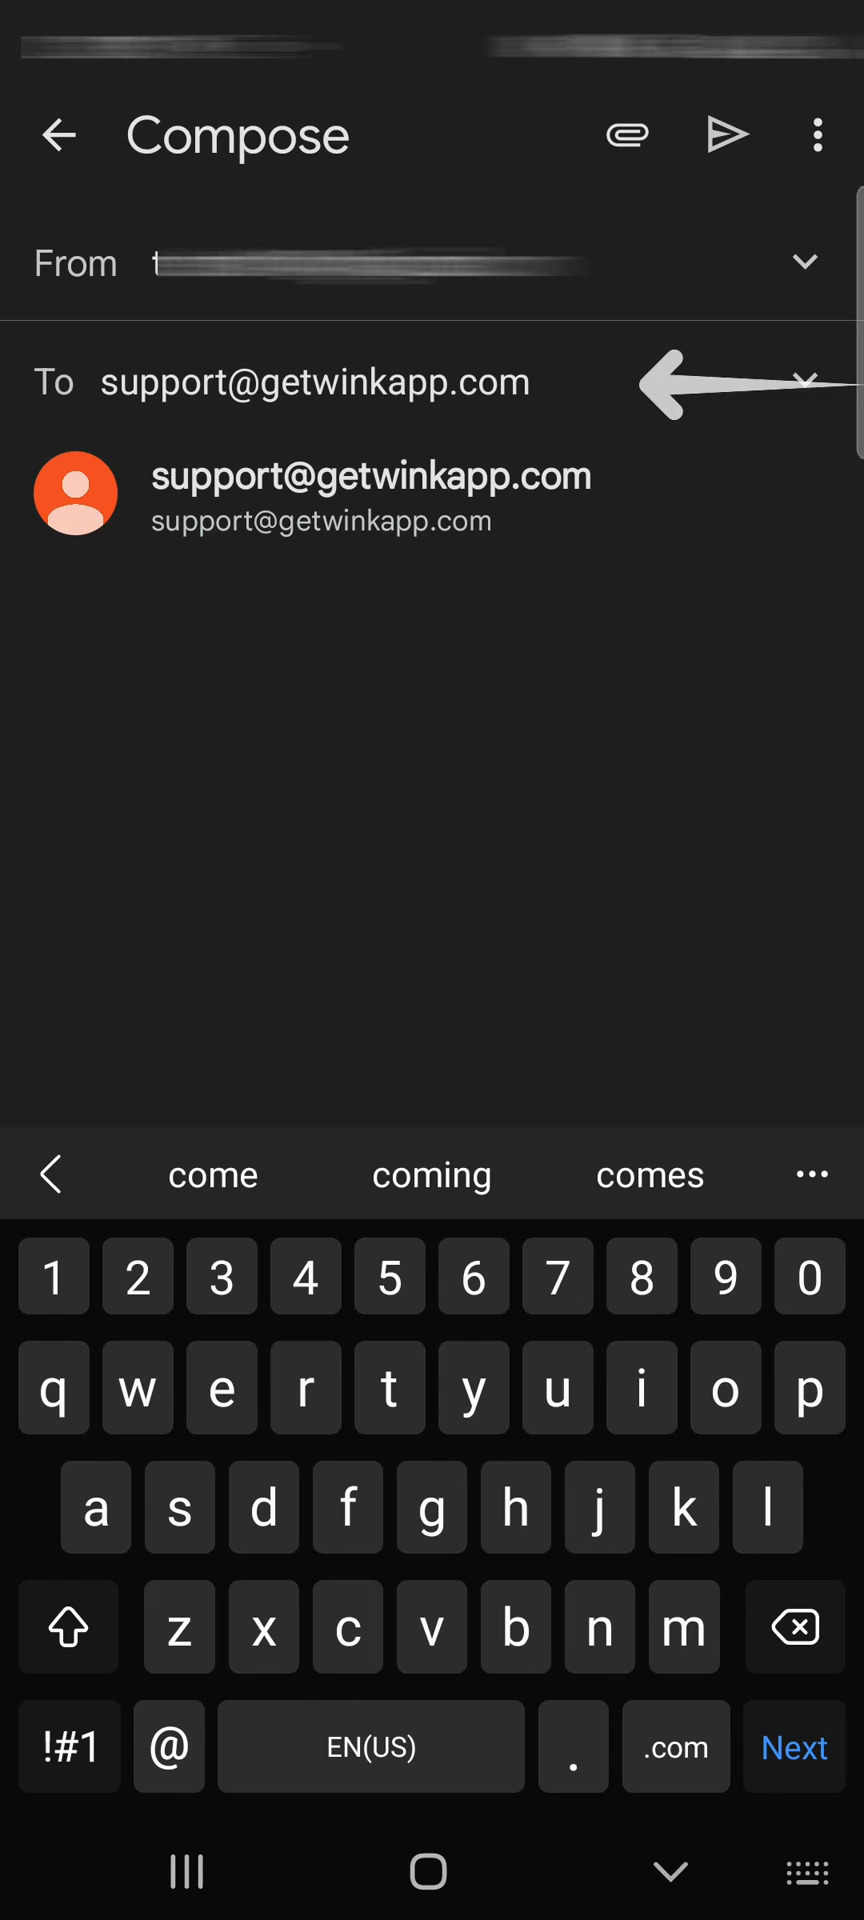 Compose
From
To support@getwinkapp.com
support@getwinkapp.com
support@getwinkapp.com
come coming comes ...
1 2 3 4 5 6 7 8 9 0
q w e r t y u i o p
a s d f g h j k l
z x c v b n m
!#1 @ EN(US) . .com Next